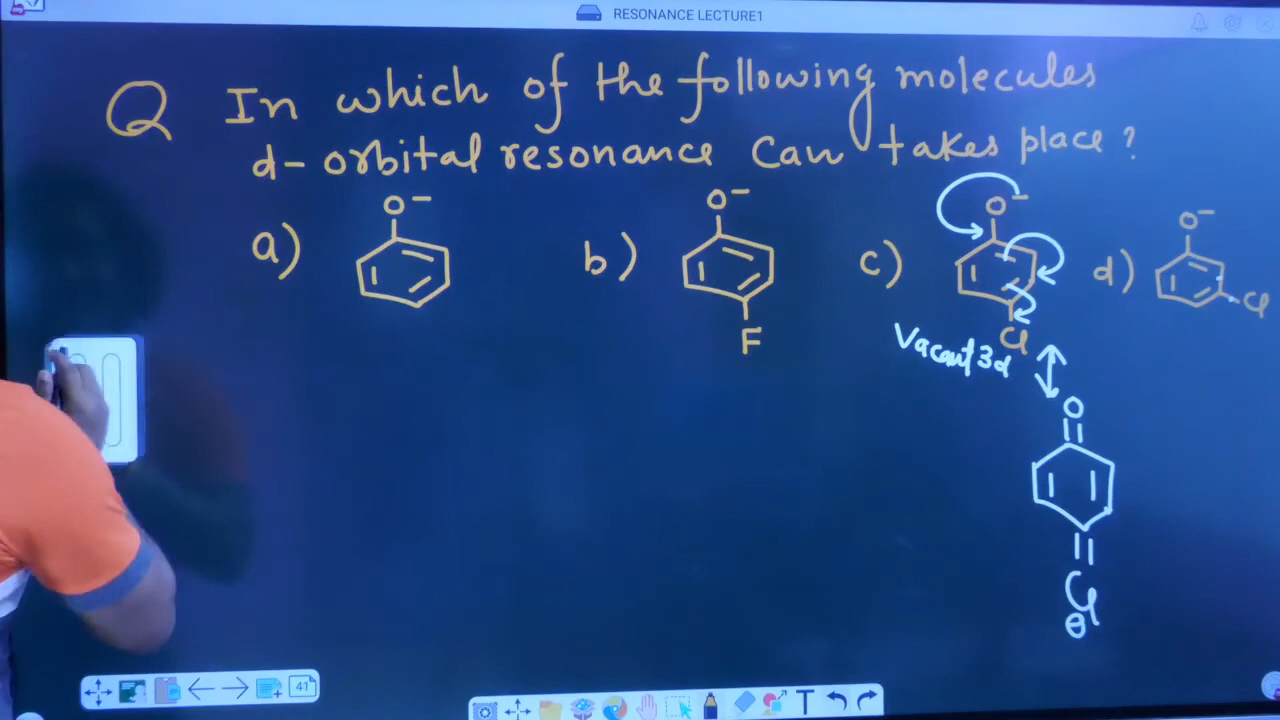 RESONANCE LECTURE1
Q In which of the following molecules
d-orbital resonance can takes place?
a) O−
b) O−
F
c) O−
Cl
Vacant 3d
O
Cl
⊖
d) O−
Cl
41
T